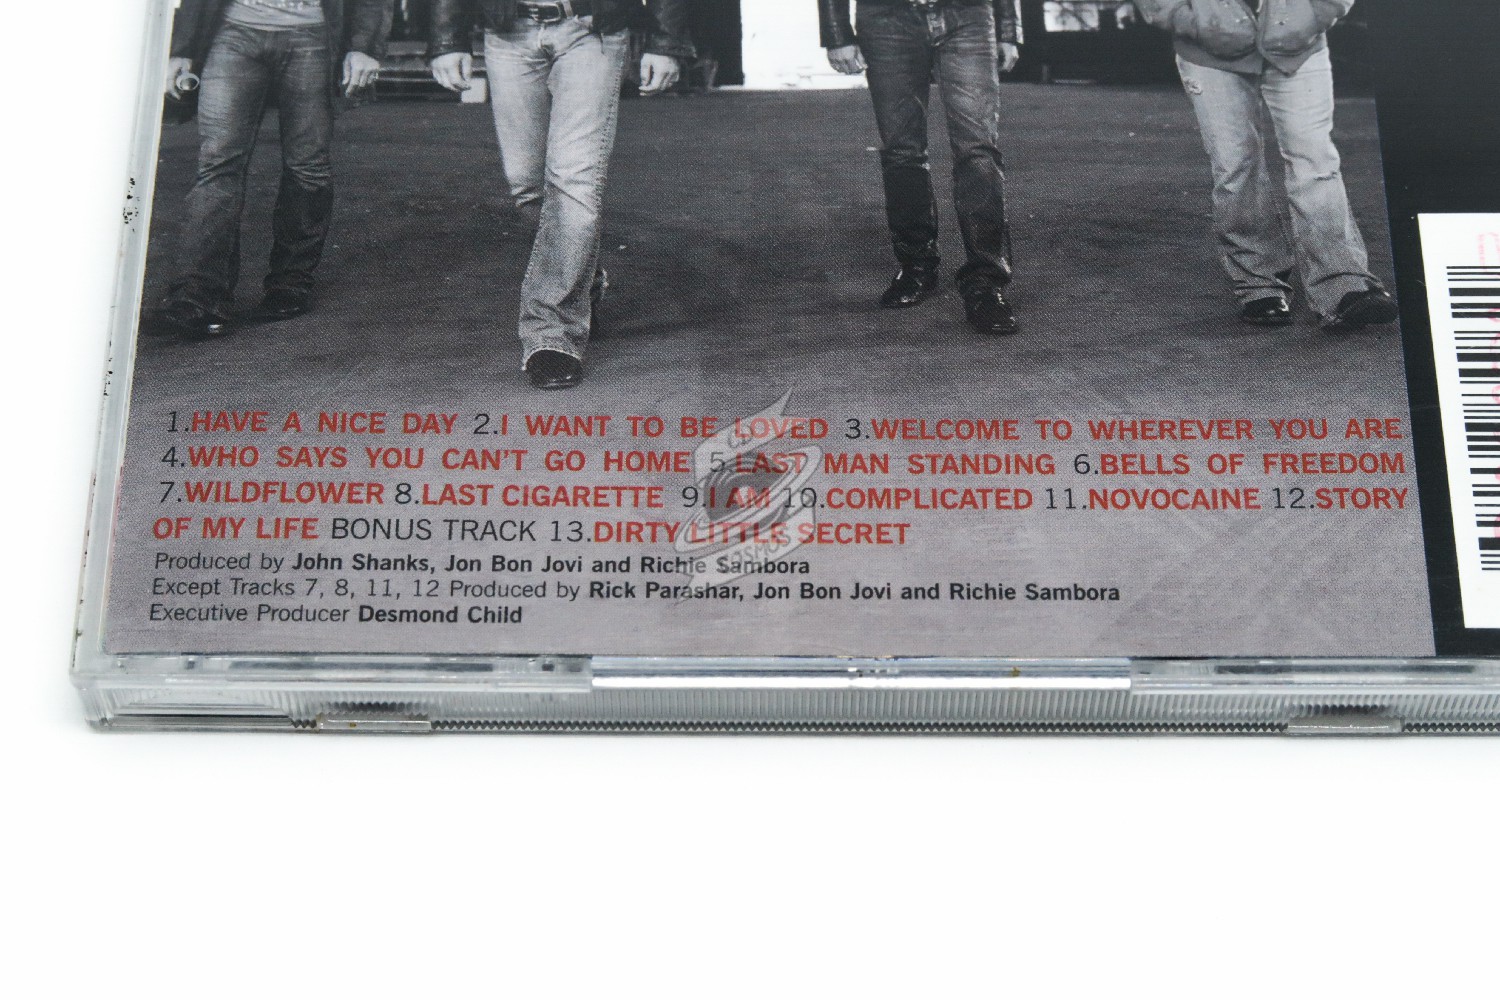 1.HAVE A NICE DAY 2.I WANT TO BE LOVED 3.WELCOME TO WHEREVER YOU ARE
4.WHO SAYS YOU CAN'T GO HOME 5.LAST MAN STANDING 6.BELLS OF FREEDOM
7.WILDFLOWER 8.LAST CIGARETTE 9.I AM 10.COMPLICATED 11.NOVOCAINE 12.STORY
OF MY LIFE BONUS TRACK 13.DIRTY LITTLE SECRET
Produced by John Shanks, Jon Bon Jovi and Richie Sambora
Except Tracks 7, 8, 11, 12 Produced by Rick Parashar, Jon Bon Jovi and Richie Sambora
Executive Producer Desmond Child
CD
COSMOS